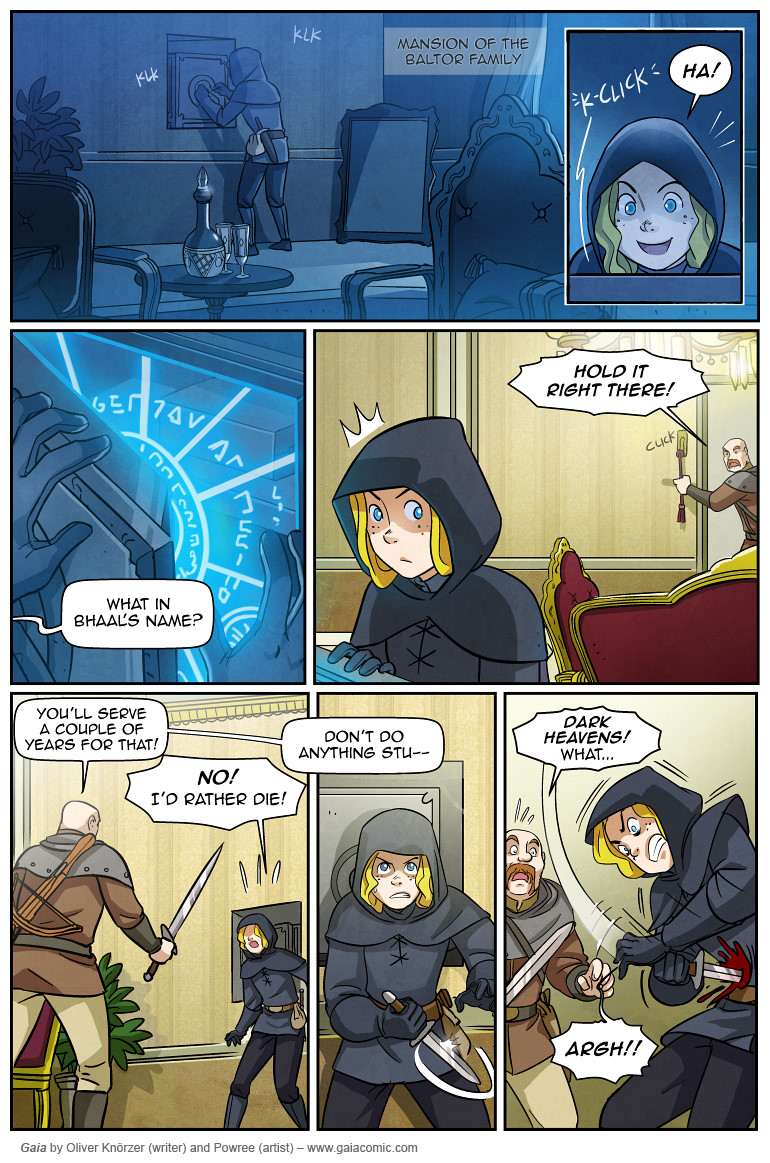 KLK
KLK
MANSION OF THE
BALTOR FAMILY
K-CLICK
HA!
WHAT IN
BHAAL'S NAME?
HOLD IT
RIGHT THERE!
CLICK
YOU'LL SERVE
A COUPLE OF
YEARS FOR THAT!
NO!
I'D RATHER DIE!
DON'T DO
ANYTHING STU--
DARK
HEAVENS!
WHAT...
ARGH!!
Gaia by Oliver Knörzer (writer) and Powree (artist) – www.gaiacomic.com